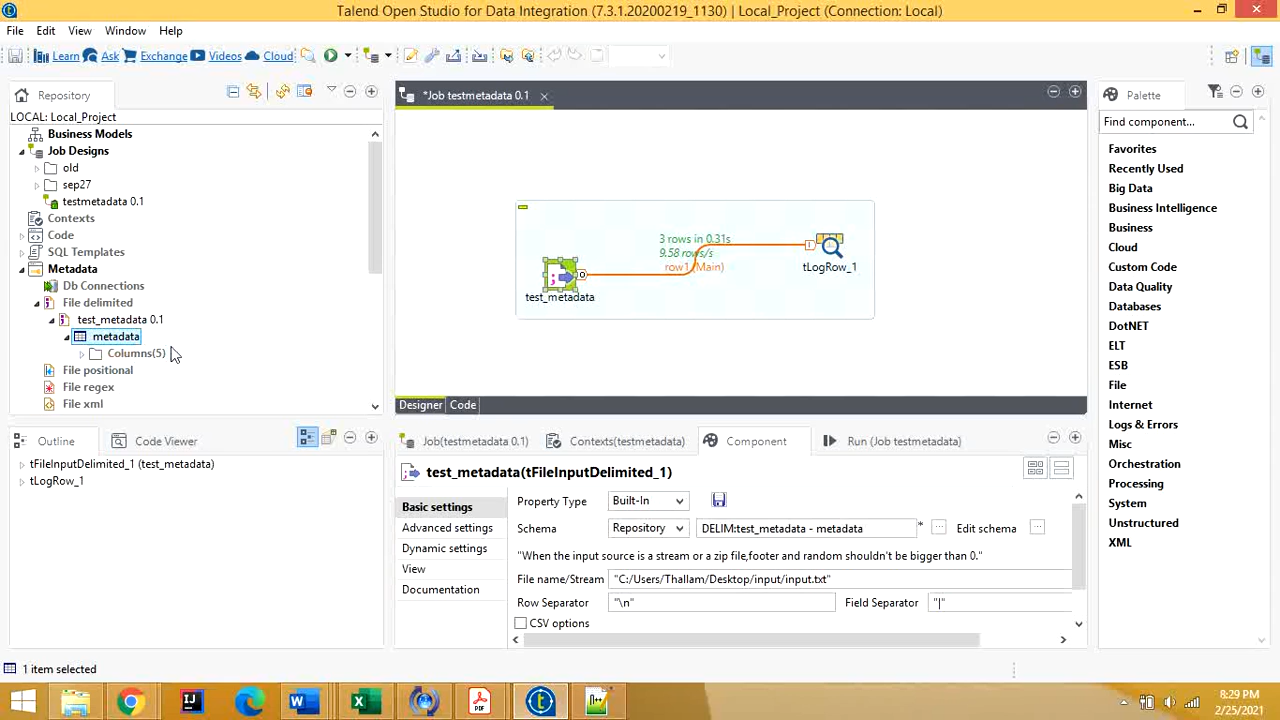 Talend Open Studio for Data Integration (7.3.1.20200219_1130) | Local_Project (Connection: Local)
File Edit View Window Help
Learn Ask Exchange Videos Cloud
Repository
LOCAL: Local_Project
Business Models
Job Designs
old
sep27
testmetadata 0.1
Contexts
Code
SQL Templates
Metadata
Db Connections
File delimited
test_metadata 0.1
metadata
Columns(5)
File positional
File regex
File xml
*Job testmetadata 0.1
3 rows in 0.31s
9.58 rows/s
row1 (Main)
test_metadata
tLogRow_1
Designer Code
Palette
Find component...
Favorites
Recently Used
Big Data
Business Intelligence
Business
Cloud
Custom Code
Data Quality
Databases
DotNET
ELT
ESB
File
Internet
Logs & Errors
Misc
Orchestration
Processing
System
Unstructured
XML
Outline Code Viewer
tFileInputDelimited_1 (test_metadata)
tLogRow_1
Job(testmetadata 0.1) Contexts(testmetadata) Component Run (Job testmetadata)
test_metadata(tFileInputDelimited_1)
Basic settings
Advanced settings
Dynamic settings
View
Documentation
Property Type Built-In
Schema Repository DELIM:test_metadata - metadata * ... Edit schema ...
"When the input source is a stream or a zip file,footer and random shouldn't be bigger than 0."
File name/Stream "C:/Users/Thallam/Desktop/input/input.txt"
Row Separator "\n" Field Separator "|"
CSV options
1 item selected
8:29 PM
2/25/2021